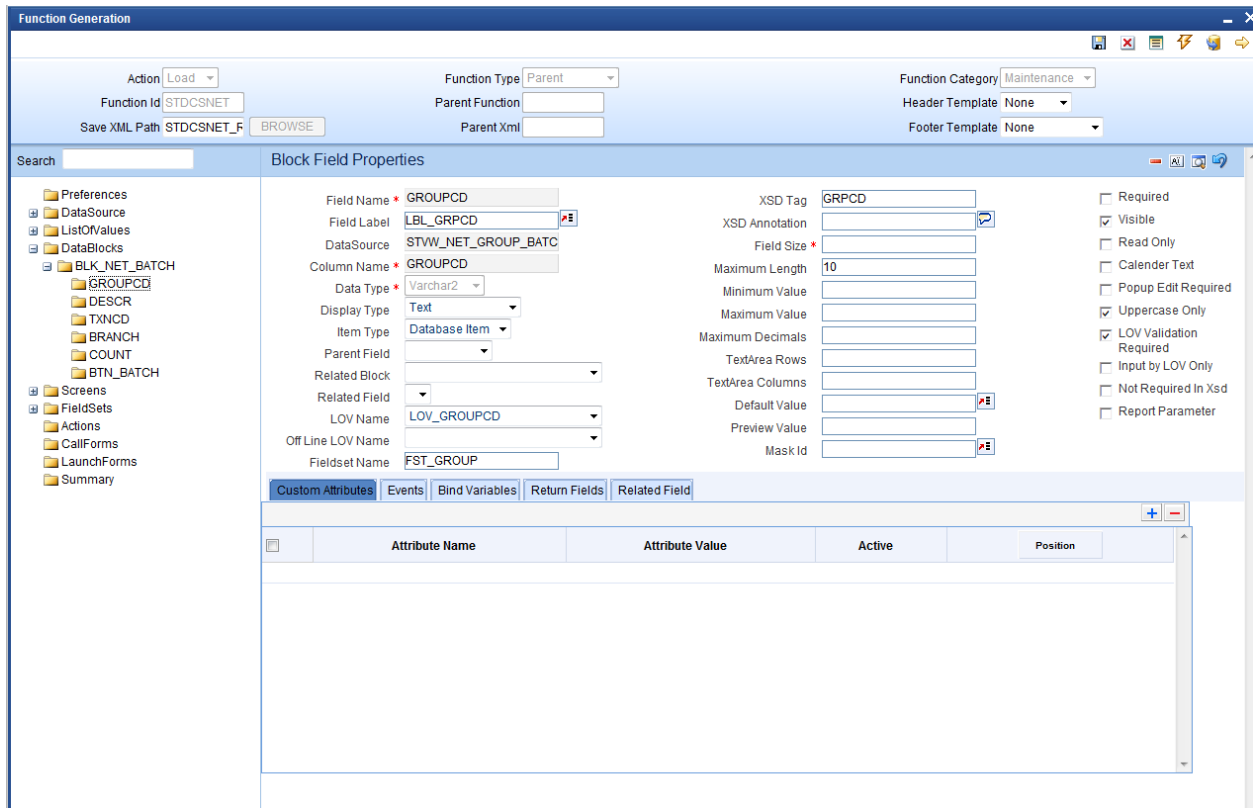 Function Generation
Action Load Function Type Parent Function Category Maintenance
Function Id STDCSNET Parent Function Header Template None
Save XML Path STDCSNET_R BROWSE Parent Xml Footer Template None
Search Block Field Properties
Preferences
DataSource
ListOfValues
DataBlocks
BLK_NET_BATCH
GROUPCD
DESCR
TXNCD
BRANCH
COUNT
BTN_BATCH
Screens
FieldSets
Actions
CallForms
LaunchForms
Summary
Field Name * GROUPCD
Field Label LBL_GRPCD
DataSource STVW_NET_GROUP_BATC
Column Name * GROUPCD
Data Type * Varchar2
Display Type Text
Item Type Database Item
Parent Field
Related Block
Related Field
LOV Name LOV_GROUPCD
Off Line LOV Name
Fieldset Name FST_GROUP
XSD Tag GRPCD
XSD Annotation
Field Size *
Maximum Length 10
Minimum Value
Maximum Value
Maximum Decimals
TextArea Rows
TextArea Columns
Default Value
Preview Value
Mask Id
Required
Visible
Read Only
Calender Text
Popup Edit Required
Uppercase Only
LOV Validation
Required
Input by LOV Only
Not Required In Xsd
Report Parameter
Custom Attributes Events Bind Variables Return Fields Related Field
Attribute Name Attribute Value Active Position